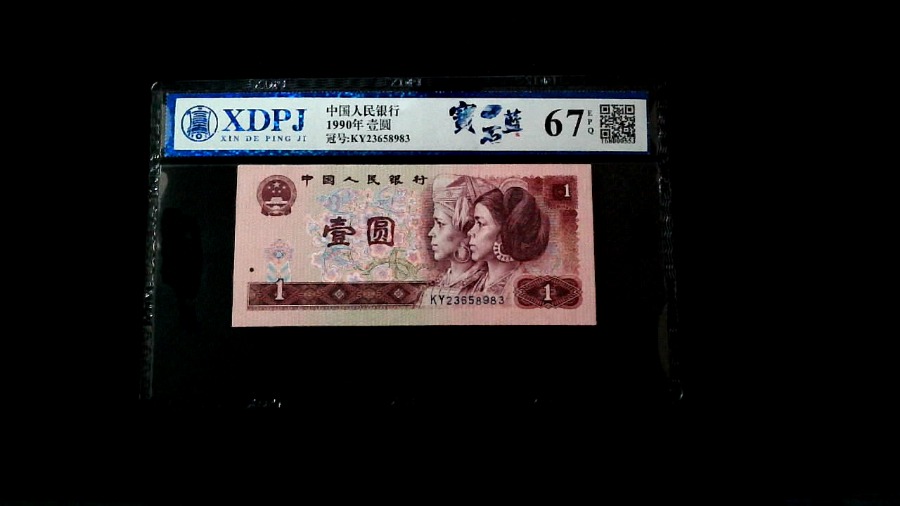 XDPJ
XIN DE PING JI
中国人民银行
1990年 壹圆
冠号:KY23658983
67
EPQ
中国人民银行
1
壹圆
1
KY23658983
1